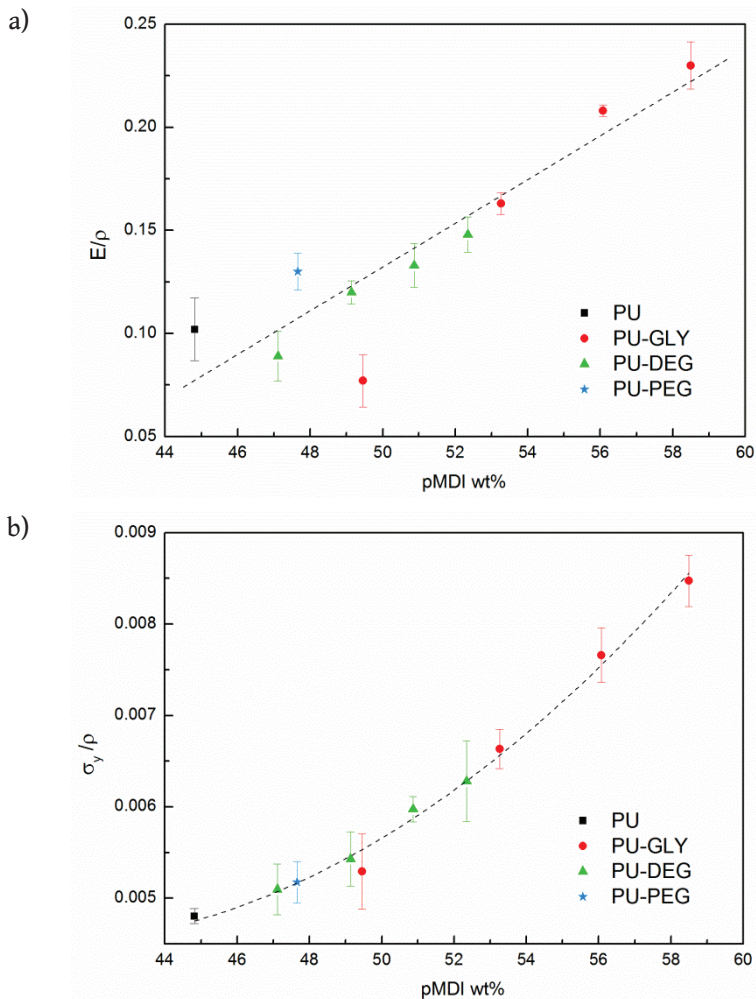 a)
0.25
0.20
0.15
0.10
0.05
E/ρ
PU
PU-GLY
PU-DEG
PU-PEG
44 46 48 50 52 54 56 58 60
pMDI wt%
b)
0.009
0.008
0.007
0.006
0.005
σy /ρ
PU
PU-GLY
PU-DEG
PU-PEG
44 46 48 50 52 54 56 58 60
pMDI wt%